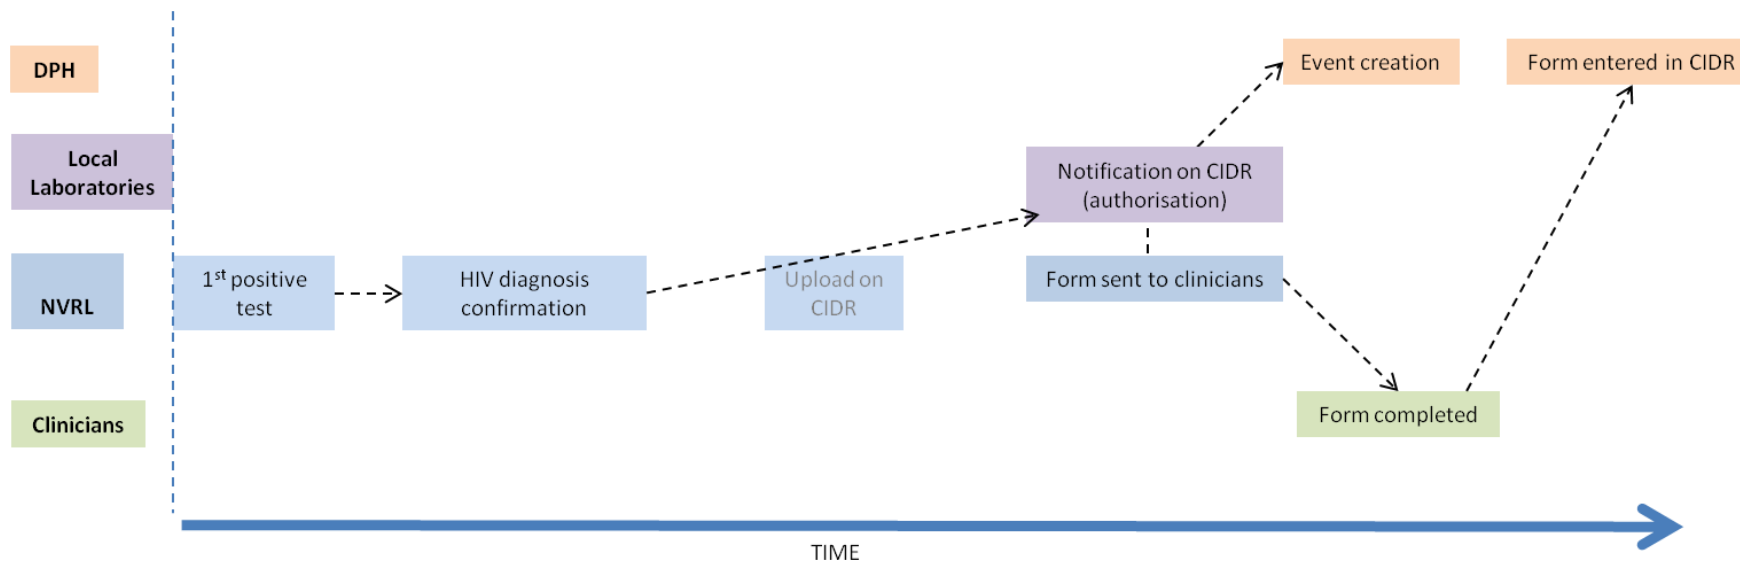 DPH
Event creation
Form entered in CIDR
Local
Laboratories
Notification on CIDR
(authorisation)
NVRL
1st positive
test
HIV diagnosis
confirmation
Upload on
CIDR
Form sent to clinicians
Clinicians
Form completed
TIME